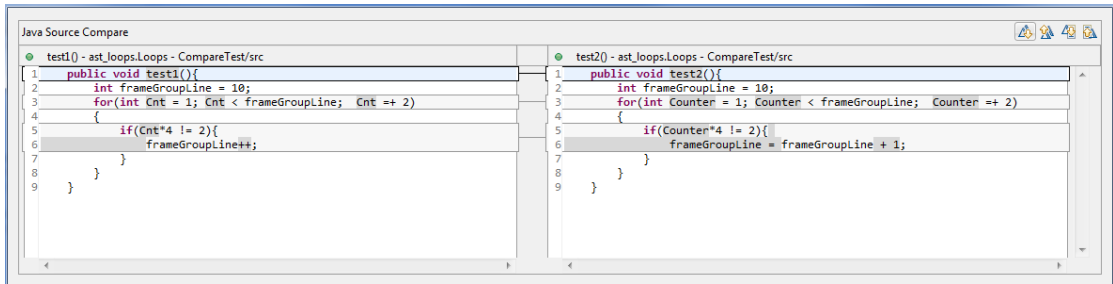 Java Source Compare
test1() - ast_loops.Loops - CompareTest/src
1 public void test1(){
2 int frameGroupLine = 10;
3 for(int Cnt = 1; Cnt < frameGroupLine; Cnt =+ 2)
4 {
5 if(Cnt*4 != 2){
6 frameGroupLine++;
7 }
8 }
9 }
test2() - ast_loops.Loops - CompareTest/src
1 public void test2(){
2 int frameGroupLine = 10;
3 for(int Counter = 1; Counter < frameGroupLine; Counter =+ 2)
4 {
5 if(Counter*4 != 2){
6 frameGroupLine = frameGroupLine + 1;
7 }
8 }
9 }